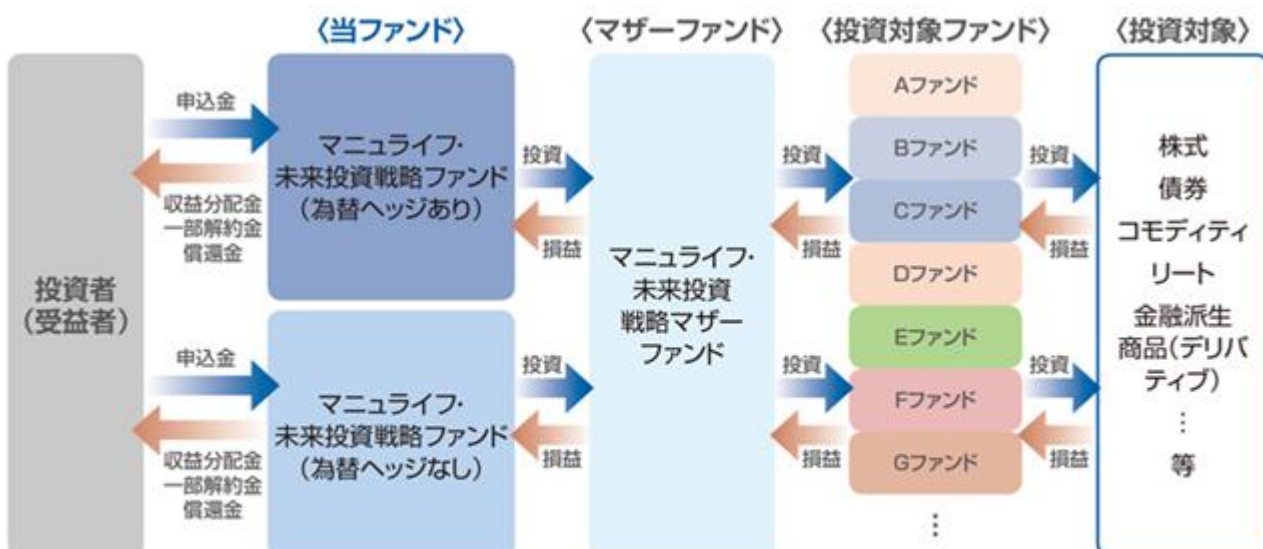 〈当ファンド〉
〈マザーファンド〉
〈投資対象ファンド〉
〈投資対象〉
投資者
（受益者）
申込金
収益分配金
一部解約金
償還金
申込金
収益分配金
一部解約金
償還金
マニュライフ・
未来投資戦略ファンド
（為替ヘッジあり）
マニュライフ・
未来投資戦略ファンド
（為替ヘッジなし）
投資
損益
投資
損益
マニュライフ・
未来投資
戦略マザー
ファンド
投資
損益
投資
損益
Aファンド
Bファンド
Cファンド
Dファンド
Eファンド
Fファンド
Gファンド
⋮
投資
損益
投資
損益
株式
債券
コモディティ
リート
金融派生
商品（デリバ
ティブ）
⋮
等